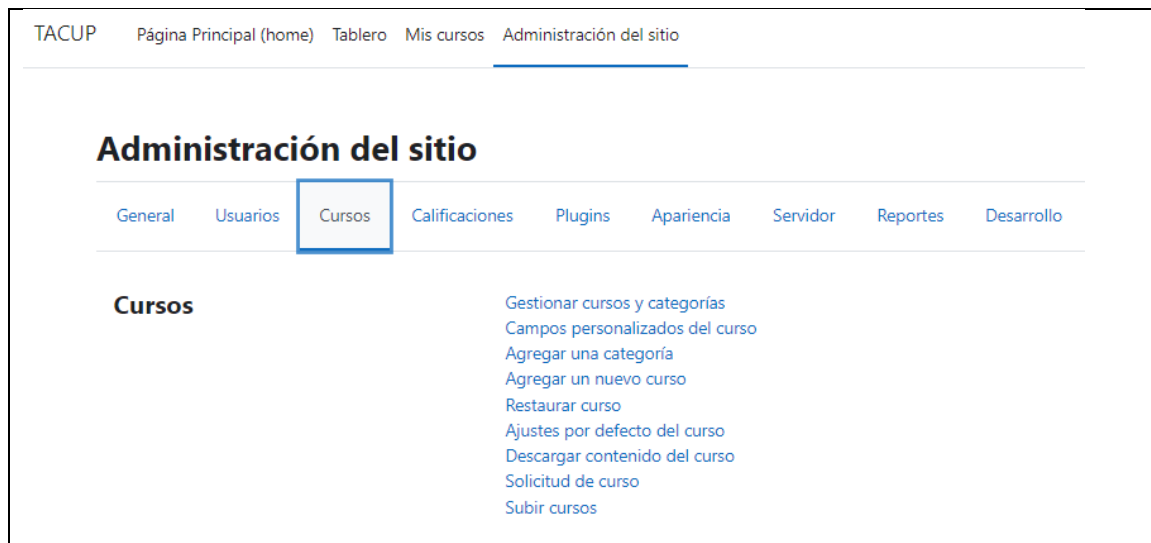 TACUP Página Principal (home) Tablero Mis cursos Administración del sitio
Administración del sitio
General Usuarios Cursos Calificaciones Plugins Apariencia Servidor Reportes Desarrollo
Cursos
Gestionar cursos y categorías
Campos personalizados del curso
Agregar una categoría
Agregar un nuevo curso
Restaurar curso
Ajustes por defecto del curso
Descargar contenido del curso
Solicitud de curso
Subir cursos